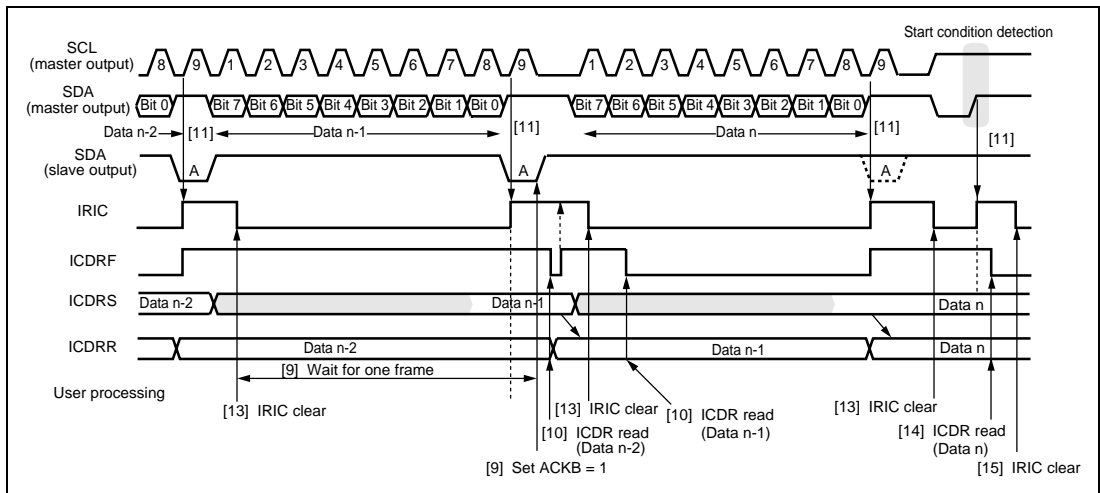 Start condition detection
SCL
(master output)
8 9 1 2 3 4 5 6 7 8 9 1 2 3 4 5 6 7 8 9
SDA
(master output)
Bit 0 Bit 7 Bit 6 Bit 5 Bit 4 Bit 3 Bit 2 Bit 1 Bit 0 Bit 7 Bit 6 Bit 5 Bit 4 Bit 3 Bit 2 Bit 1 Bit 0
Data n-2 [11] Data n-1 [11] Data n [11] [11]
SDA
(slave output)
A A A
IRIC
ICDRF
ICDRS Data n-2 Data n-1 Data n
ICDRR Data n-2 Data n-1 Data n
[9] Wait for one frame
User processing
[13] IRIC clear [13] IRIC clear [10] ICDR read
(Data n-1) [13] IRIC clear
[10] ICDR read
(Data n-2)
[14] ICDR read
(Data n)
[9] Set ACKB = 1 [15] IRIC clear